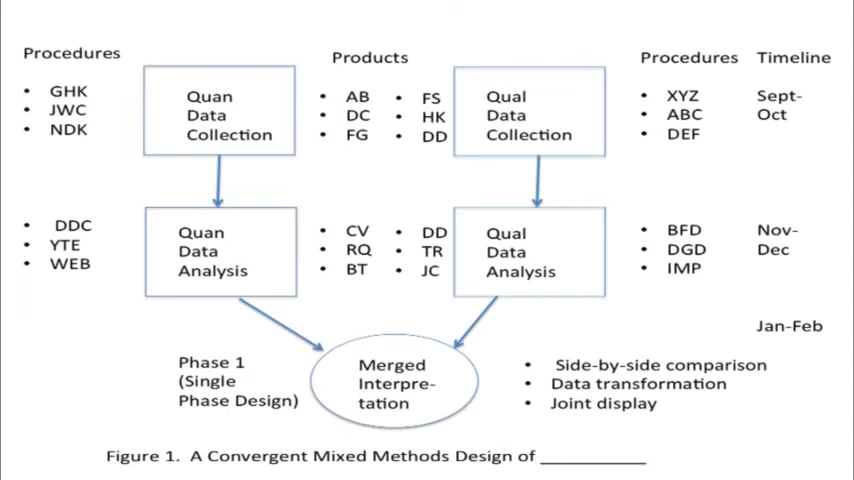 Procedures
Products
Procedures
Timeline
• GHK
• JWC
• NDK
Quan
Data
Collection
• AB
• DC
• FG
• FS
• HK
• DD
Qual
Data
Collection
• XYZ
• ABC
• DEF
Sept-
Oct
• DDC
• YTE
• WEB
Quan
Data
Analysis
• CV
• RQ
• BT
• DD
• TR
• JC
Qual
Data
Analysis
• BFD
• DGD
• IMP
Nov-
Dec
Jan-Feb
Phase 1
(Single
Phase Design)
Merged
Interpre-
tation
• Side-by-side comparison
• Data transformation
• Joint display
Figure 1. A Convergent Mixed Methods Design of ___________